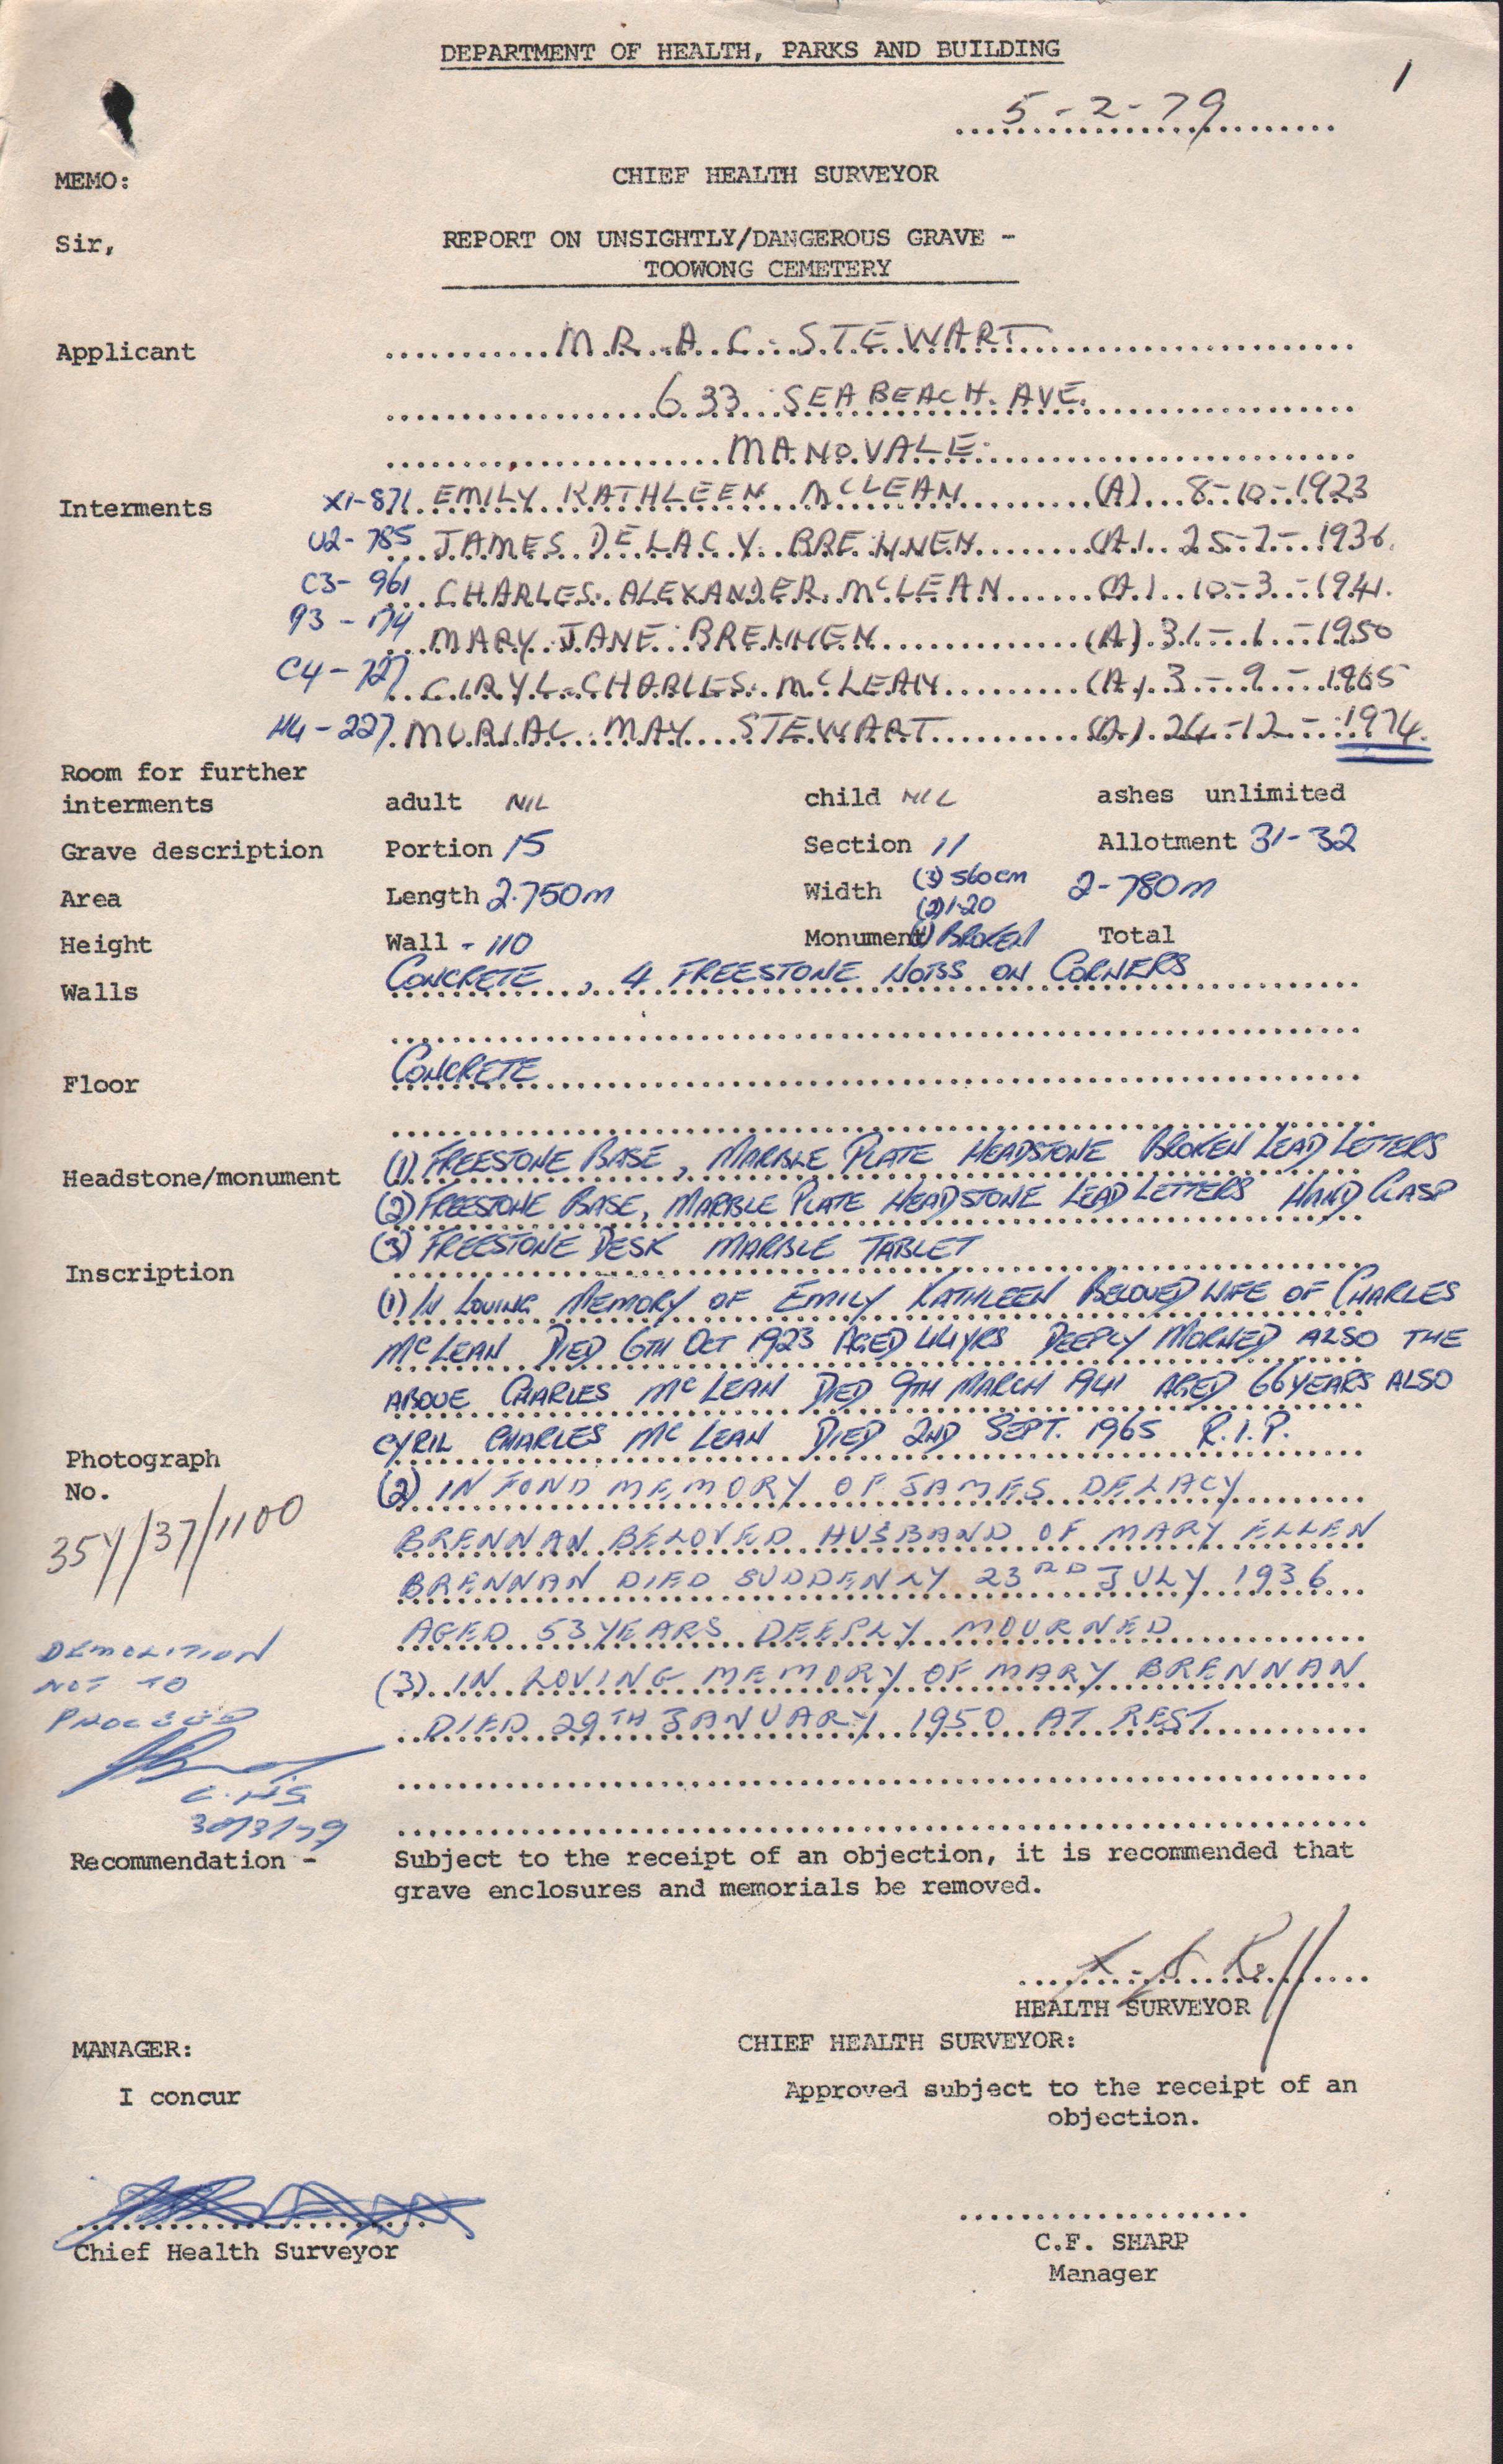 DEPARTMENT OF HEALTH, PARKS AND BUILDING
1
5-2-79
MEMO: CHIEF HEALTH SURVEYOR
Sir, REPORT ON UNSIGHTLY/DANGEROUS GRAVE -
TOOWONG CEMETERY
Applicant MR. A C. STEWART
633 SEA BEACH. AVE.
MANOVALE
Interments X1-871 EMILY KATHLEEN McLEAN (A) 8-10-1923
U2-785 JAMES DELACY BRENNEN (A) 25-7-1936.
C3-961 CHARLES ALEXANDER McLEAN (A) 10-3-1941.
93-174 MARY JANE BRENNEN (A) 31-1-1950
C4-727 CIRYL CHARLES McLEAN (A) 3-9-1965
H4-227 MURIAL MAY STEWART (A) 24-12-1974.
Room for further
interments adult NIL child NIL ashes unlimited
Grave description Portion 15 Section 11 Allotment 31-32
Area Length 2.750m Width (3) 560cm 2-780m
(2) 1.20
Height Wall - 110 Monument (1) BROKEN Total
Walls CONCRETE, 4 FREESTONE NOBS ON CORNERS
Floor CONCRETE
Headstone/monument (1) FREESTONE BASE, MARBLE PLATE HEADSTONE BROKEN LEAD LETTERS
(2) FREESTONE BASE, MARBLE PLATE HEADSTONE LEAD LETTERS HAND CLASP
(3) FREESTONE DESK MARBLE TABLET
Inscription
(1) IN LOVING MEMORY OF EMILY KATHLEEN BELOVED WIFE OF CHARLES
McLEAN DIED 6TH OCT 1923 AGED 44YRS DEEPLY MORNED ALSO THE
ABOVE CHARLES McLEAN DIED 9TH MARCH 1941 AGED 66 YEARS ALSO
CYRIL CHARLES McLEAN DIED 2ND SEPT. 1965 R.I.P.
Photograph
No.
354/37/1100
(2) IN FOND MEMORY OF JAMES DELACY
BRENNAN BELOVED HUSBAND OF MARY ELLEN
BRENNAN DIED SUDDENLY 23RD JULY 1936
AGED 53 YEARS DEEPLY MOURNED
(3) IN LOVING MEMORY OF MARY BRENNAN
DIED 29TH JANUARY 1950 AT REST
DEMOLITION
NOT TO
PROCEED
C.H.S
30/3/79
Recommendation - Subject to the receipt of an objection, it is recommended that
grave enclosures and memorials be removed.
HEALTH SURVEYOR
MANAGER: CHIEF HEALTH SURVEYOR:
I concur Approved subject to the receipt of an
objection.
Chief Health Surveyor C.F. SHARP
Manager